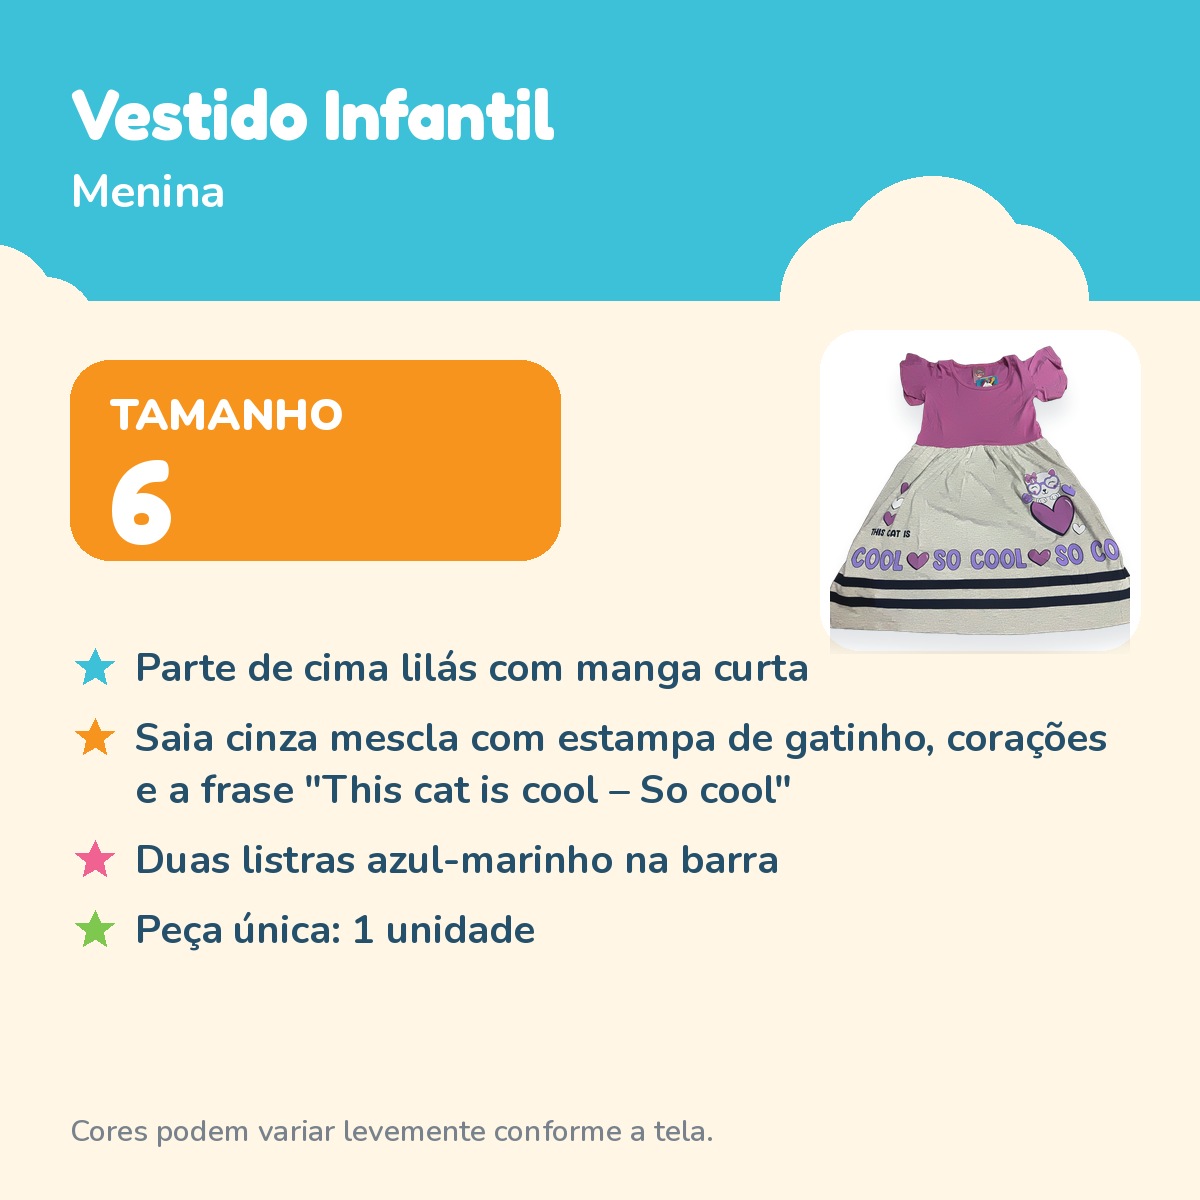 Vestido Infantil
Menina
TAMANHO
6
THIS CAT IS
COOL SO COOL SO CO
Parte de cima lilás com manga curta
Saia cinza mescla com estampa de gatinho, corações
e a frase "This cat is cool – So cool"
Duas listras azul-marinho na barra
Peça única: 1 unidade
Cores podem variar levemente conforme a tela.